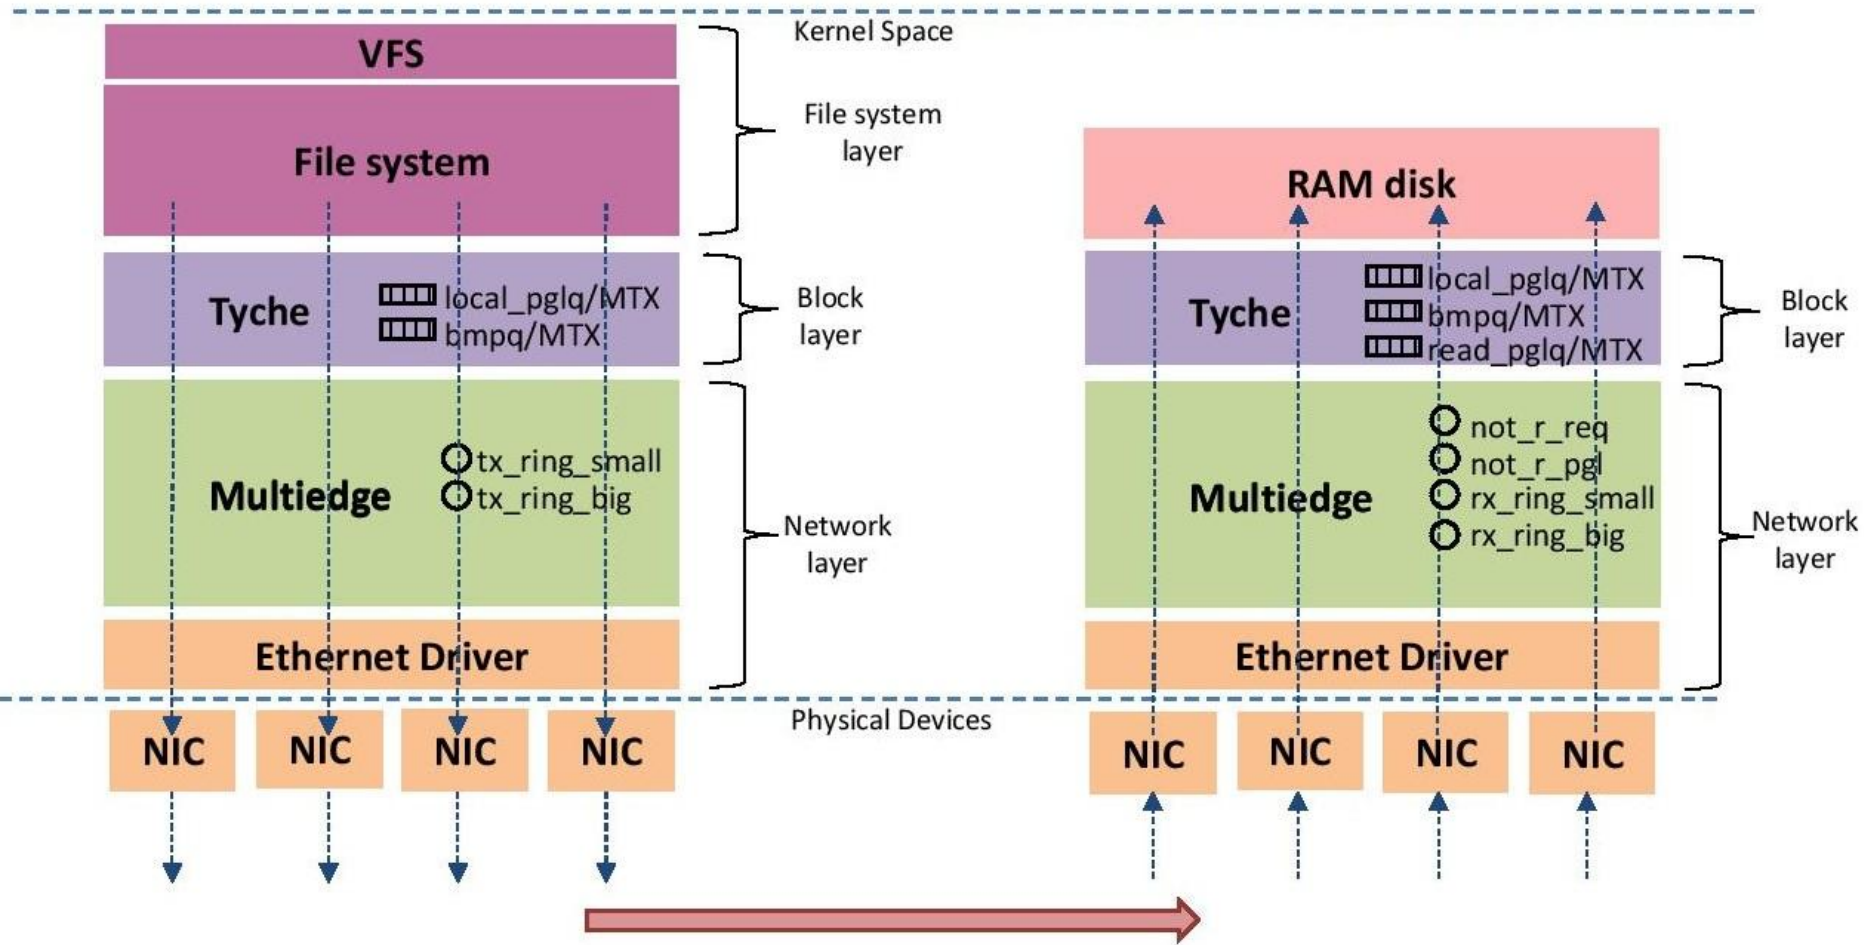 Kernel Space
VFS
File system
File system
layer
Tyche
local_pglq/MTX
bmpq/MTX
Block
layer
Multiedge
tx_ring_small
tx_ring_big
Network
layer
Ethernet Driver
NIC
NIC
NIC
NIC
Physical Devices
RAM disk
Tyche
local_pglq/MTX
bmpq/MTX
read_pglq/MTX
Block
layer
Multiedge
not_r_req
not_r_pgl
rx_ring_small
rx_ring_big
Network
layer
Ethernet Driver
NIC
NIC
NIC
NIC